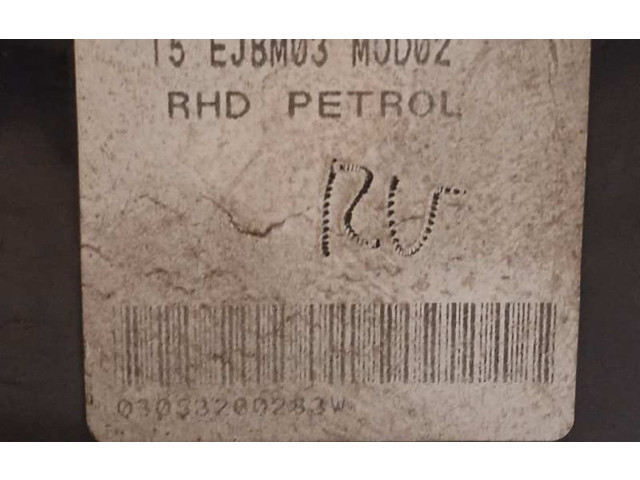 15 EJBM03 MOD02
RHD PETROL
RU
03033200283W